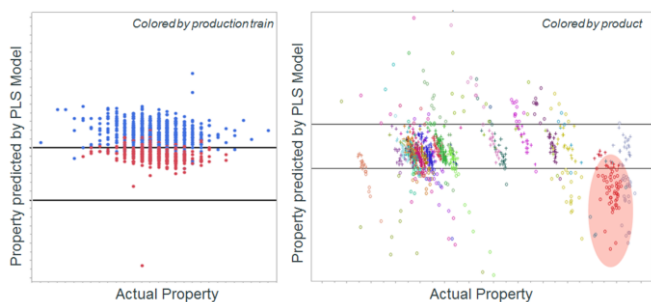 Colored by production train
Property predicted by PLS Model
Actual Property
Colored by product
Property predicted by PLS Model
Actual Property